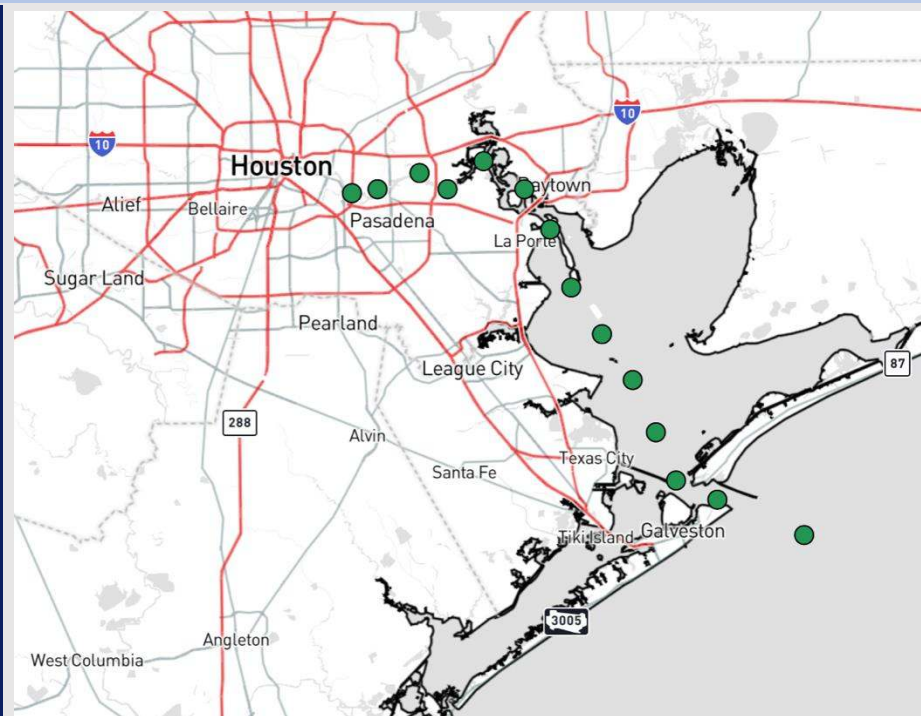 10
10
Houston
Baytown
Alief
Bellaire
Pasadena
La Porte
Sugar Land
Pearland
League City
87
288
Alvin
Texas City
Santa Fe
Tiki Island
Galveston
3005
Angleton
West Columbia